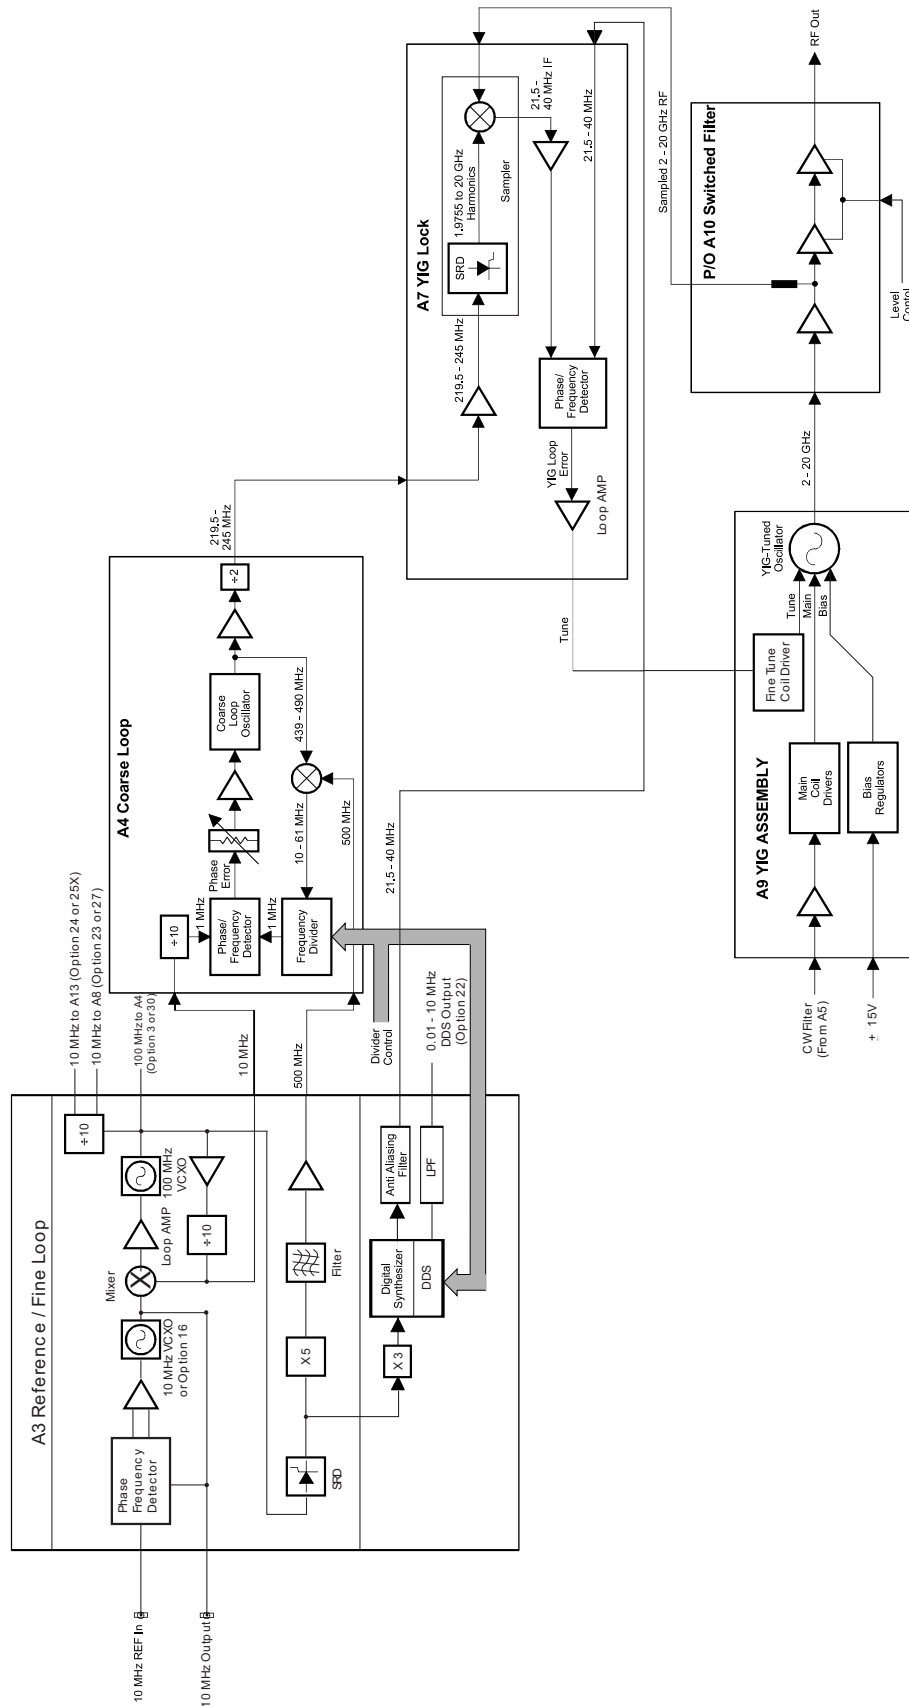 10 MHz REF In
10 MHz Output
A3 Reference / Fine Loop
Phase
Frequency
Detector
10 MHz VCXO
or Option 16
Mixer
Loop AMP
100 MHz
VCXO
÷10
÷10
SRD
X 5
Filter
X 3
Digital
Synthesizer
DDS
Anti Aliasing
Filter
LPF
10 MHz to A13 (Option 24 or 25X)
10 MHz to A8 (Option 23 or 27)
100 MHz to A4
(Option 3 or 30)
10 MHz
500 MHz
Divider
Control
21.5 - 40 MHz
0.01 - 10 MHz
DDS Output
(Option 22)
A4 Coarse Loop
÷10
1 MHz
Phase/
Frequency
Detector
1 MHz
Frequency
Divider
Phase
Error
10 - 61 MHz
500 MHz
Coarse
Loop
Oscillator
439 - 490 MHz
÷2
219.5 -
245 MHz
A7 YIG Lock
219.5 - 245 MHz
SRD
1.9755 to 20 GHz
Harmonics
Sampler
21.5 -
40 MHz IF
21.5 - 40 MHz
Phase/
Frequency
Detector
YIG Loop
Error
Loop AMP
Tune
Sampled 2 - 20 GHz RF
A9 YIG ASSEMBLY
CW Filter
(From A5)
± 15V
Main
Coil
Drivers
Bias
Regulators
Fine Tune
Coil Driver
Tune
Main
Bias
YIG-Tuned
Oscillator
2 - 20 GHz
P/O A10 Switched Filter
Level
Contol
RF Out